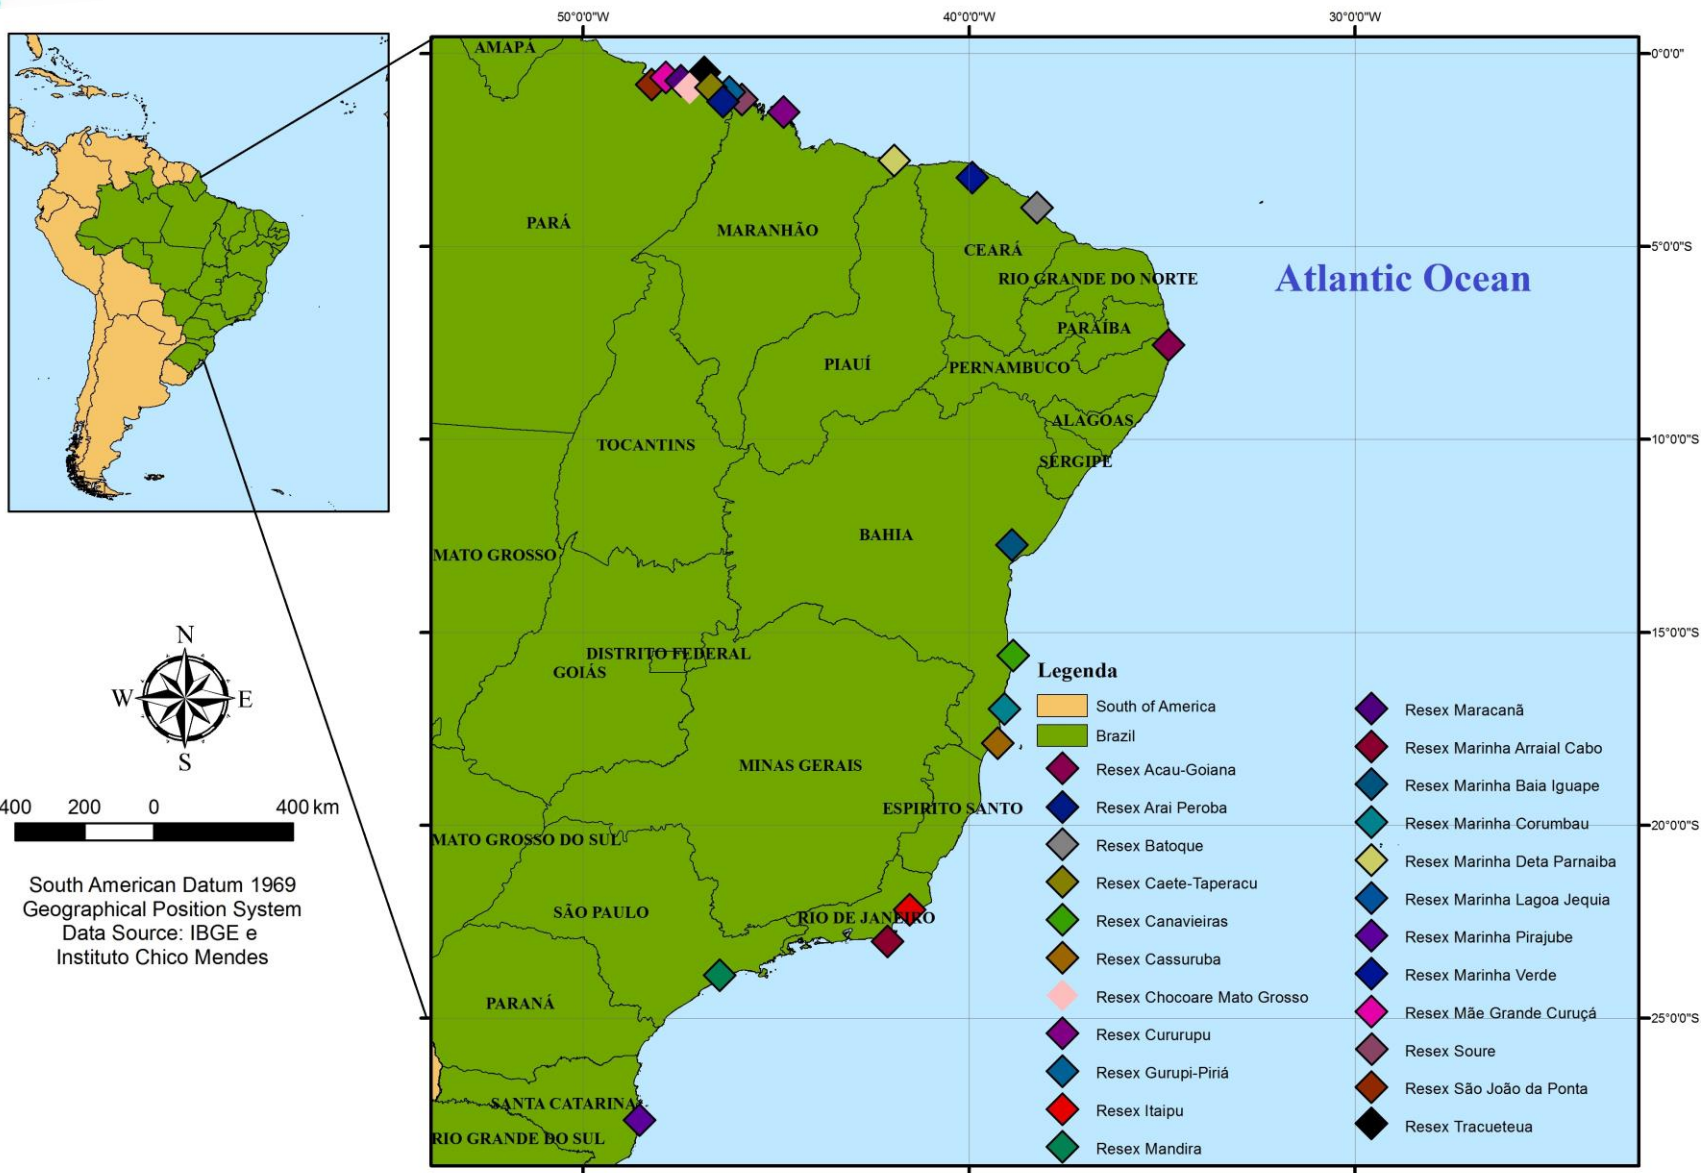 50°0'0"W
40°0'0"W
30°0'0"W
0°0'0"
5°0'0"S
10°0'0"S
15°0'0"S
20°0'0"S
25°0'0"S
AMAPÁ
PARÁ
MARANHÃO
CEARÁ
RIO GRANDE DO NORTE
PARAÍBA
PIAUÍ
PERNAMBUCO
ALAGOAS
SERGIPE
TOCANTINS
BAHIA
MATO GROSSO
DISTRITO FEDERAL
GOIÁS
MINAS GERAIS
ESPIRITO SANTO
MATO GROSSO DO SUL
SÃO PAULO
RIO DE JANEIRO
PARANÁ
SANTA CATARINA
RIO GRANDE DO SUL
Atlantic Ocean
N
W
E
S
400 200 0 400 km
South American Datum 1969
Geographical Position System
Data Source: IBGE e
Instituto Chico Mendes
Legenda
South of America
Brazil
Resex Acau-Goiana
Resex Arai Peroba
Resex Batoque
Resex Caete-Taperacu
Resex Canavieiras
Resex Cassuruba
Resex Chocoare Mato Grosso
Resex Cururupu
Resex Gurupi-Piriá
Resex Itaipu
Resex Mandira
Resex Maracanã
Resex Marinha Arraial Cabo
Resex Marinha Baia Iguape
Resex Marinha Corumbau
Resex Marinha Deta Parnaiba
Resex Marinha Lagoa Jequia
Resex Marinha Pirajube
Resex Marinha Verde
Resex Mãe Grande Curuçá
Resex Soure
Resex São João da Ponta
Resex Tracueteua